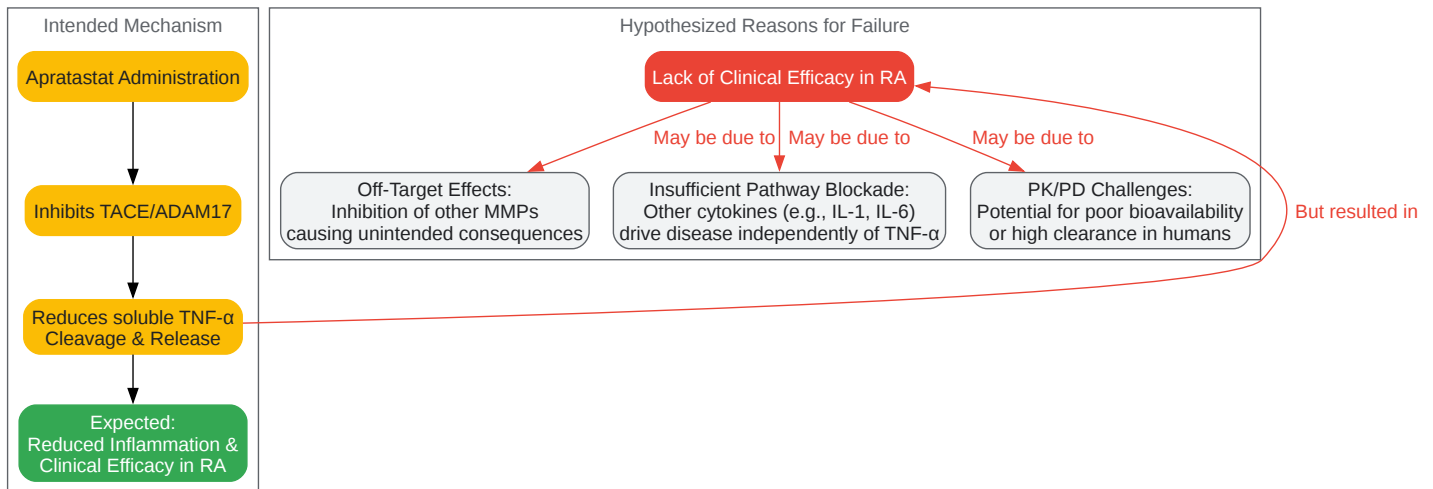 Intended Mechanism
Apratastat Administration
Inhibits TACE/ADAM17
Reduces soluble TNF-α
Cleavage & Release
Expected:
Reduced Inflammation &
Clinical Efficacy in RA
Hypothesized Reasons for Failure
Lack of Clinical Efficacy in RA
May be due to
May be due to
May be due to
Off-Target Effects:
Inhibition of other MMPs
causing unintended consequences
Insufficient Pathway Blockade:
Other cytokines (e.g., IL-1, IL-6)
drive disease independently of TNF-α
PK/PD Challenges:
Potential for poor bioavailability
or high clearance in humans
But resulted in